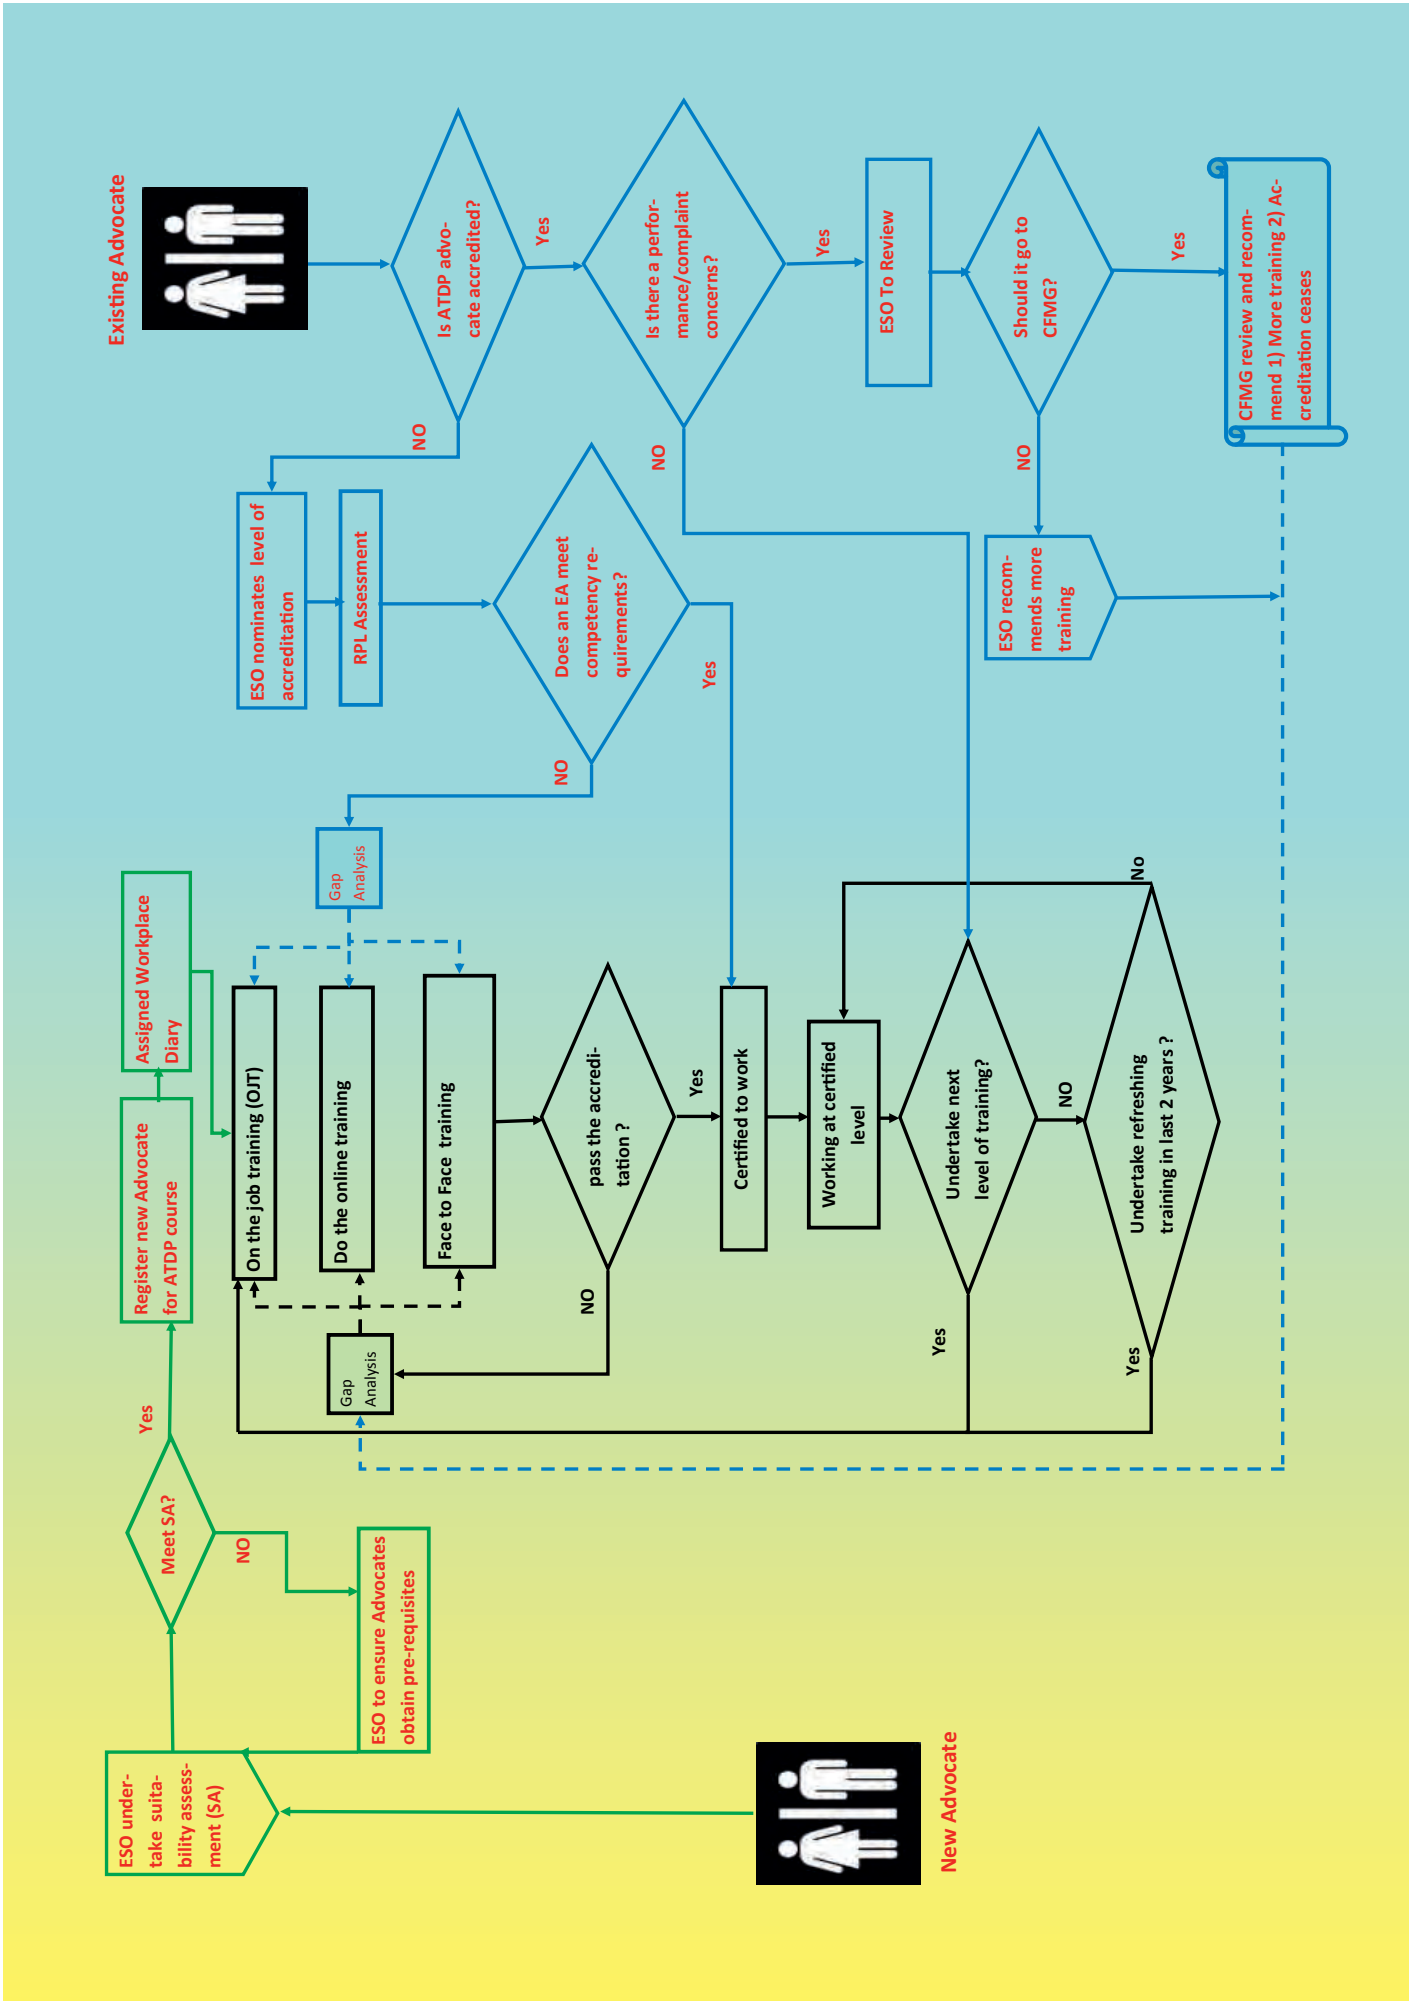 New Advocate
ESO under-
take suita-
bility assess-
ment (SA)
Meet SA?
NO
ESO to ensure Advocates
obtain pre-requisites
Yes
Register new Advocate
for ATDP course
Assigned Workplace
Diary
On the job training (OJT)
Do the online training
Face to Face training
Gap
Analysis
pass the accredi-
tation ?
NO
Yes
Certified to work
Working at certified
level
Undertake next
level of training?
Yes
NO
Undertake refreshing
training in last 2 years ?
Yes
No
Existing Advocate
Is ATDP advo-
cate accredited?
NO
ESO nominates level of
accreditation
RPL Assessment
Does an EA meet
competency re-
quirements?
NO
Gap
Analysis
Yes
Yes
Is there a perfor-
mance/complaint
concerns?
NO
Yes
ESO To Review
Should it go to
CFMG?
NO
ESO recom-
mends more
training
Yes
CFMG review and recom-
mend 1) More training 2) Ac-
creditation ceases